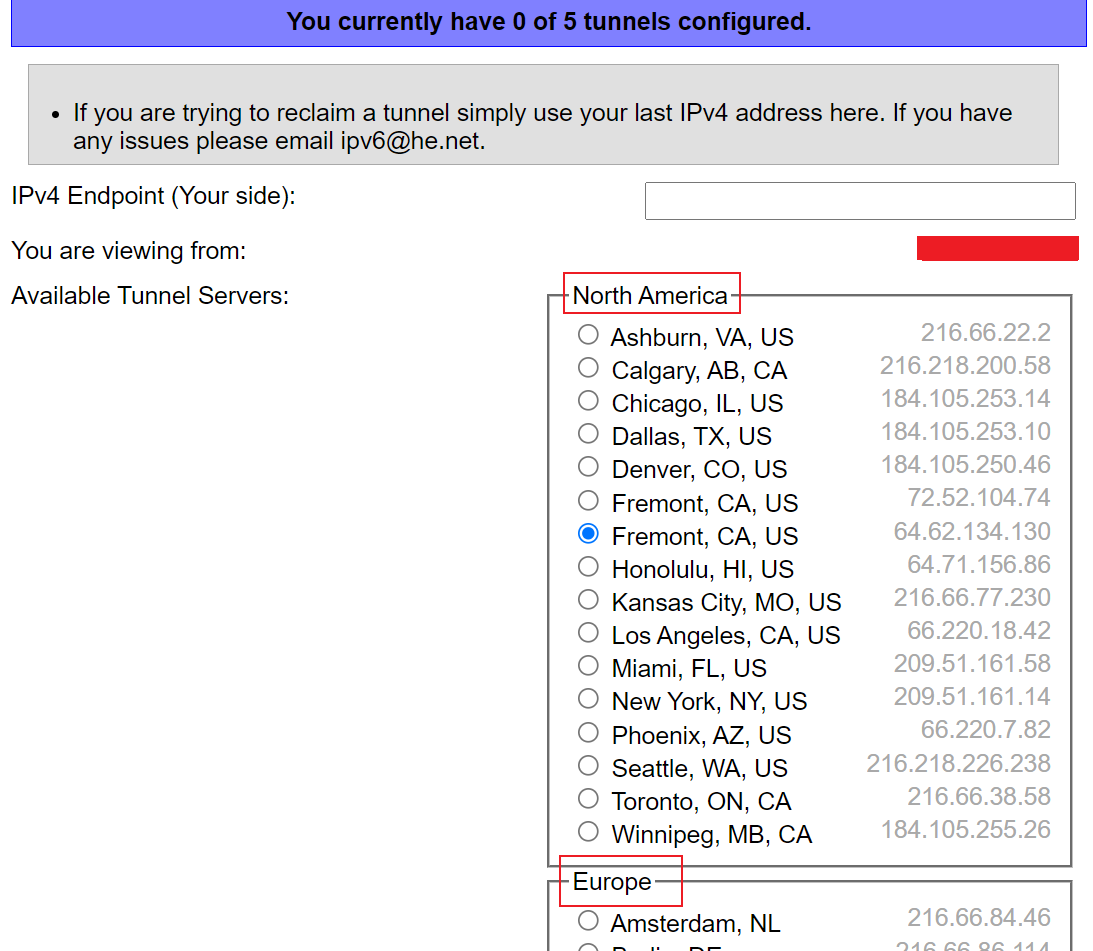 You currently have 0 of 5 tunnels configured.
• If you are trying to reclaim a tunnel simply use your last IPv4 address here. If you have
any issues please email ipv6@he.net.
IPv4 Endpoint (Your side):
You are viewing from:
Available Tunnel Servers:
North America
Ashburn, VA, US 216.66.22.2
Calgary, AB, CA 216.218.200.58
Chicago, IL, US 184.105.253.14
Dallas, TX, US 184.105.253.10
Denver, CO, US 184.105.250.46
Fremont, CA, US 72.52.104.74
Fremont, CA, US 64.62.134.130
Honolulu, HI, US 64.71.156.86
Kansas City, MO, US 216.66.77.230
Los Angeles, CA, US 66.220.18.42
Miami, FL, US 209.51.161.58
New York, NY, US 209.51.161.14
Phoenix, AZ, US 66.220.7.82
Seattle, WA, US 216.218.226.238
Toronto, ON, CA 216.66.38.58
Winnipeg, MB, CA 184.105.255.26
Europe
Amsterdam, NL 216.66.84.46